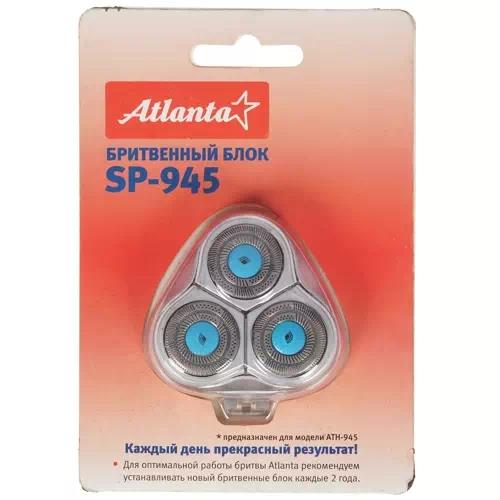 Atlanta
БРИТВЕННЫЙ БЛОК
SP-945
* предназначен для модели ATH-945
Каждый день прекрасный результат!
• Для оптимальной работы бритвы Atlanta рекомендуем
устанавливать новый бритвенные блок каждые 2 года.